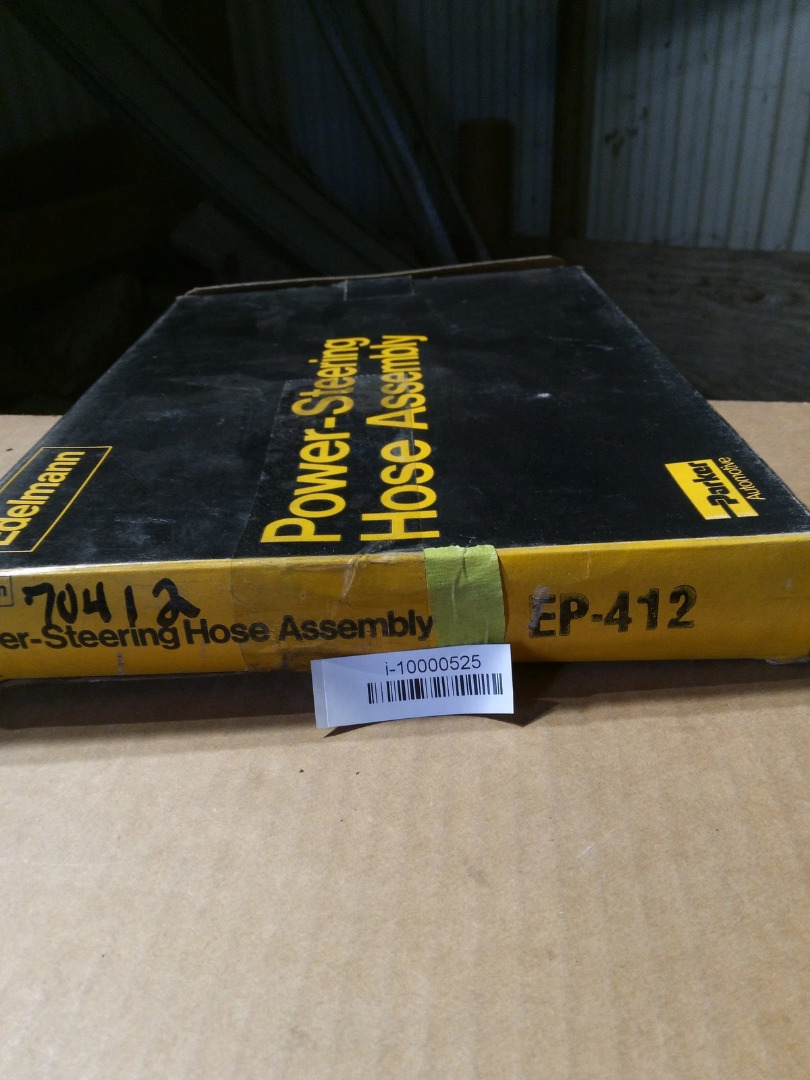 Edelmann
Power-Steering
Hose Assembly
Parker
Automotive
70412
er-Steering Hose Assembly
EP-412
i-10000525